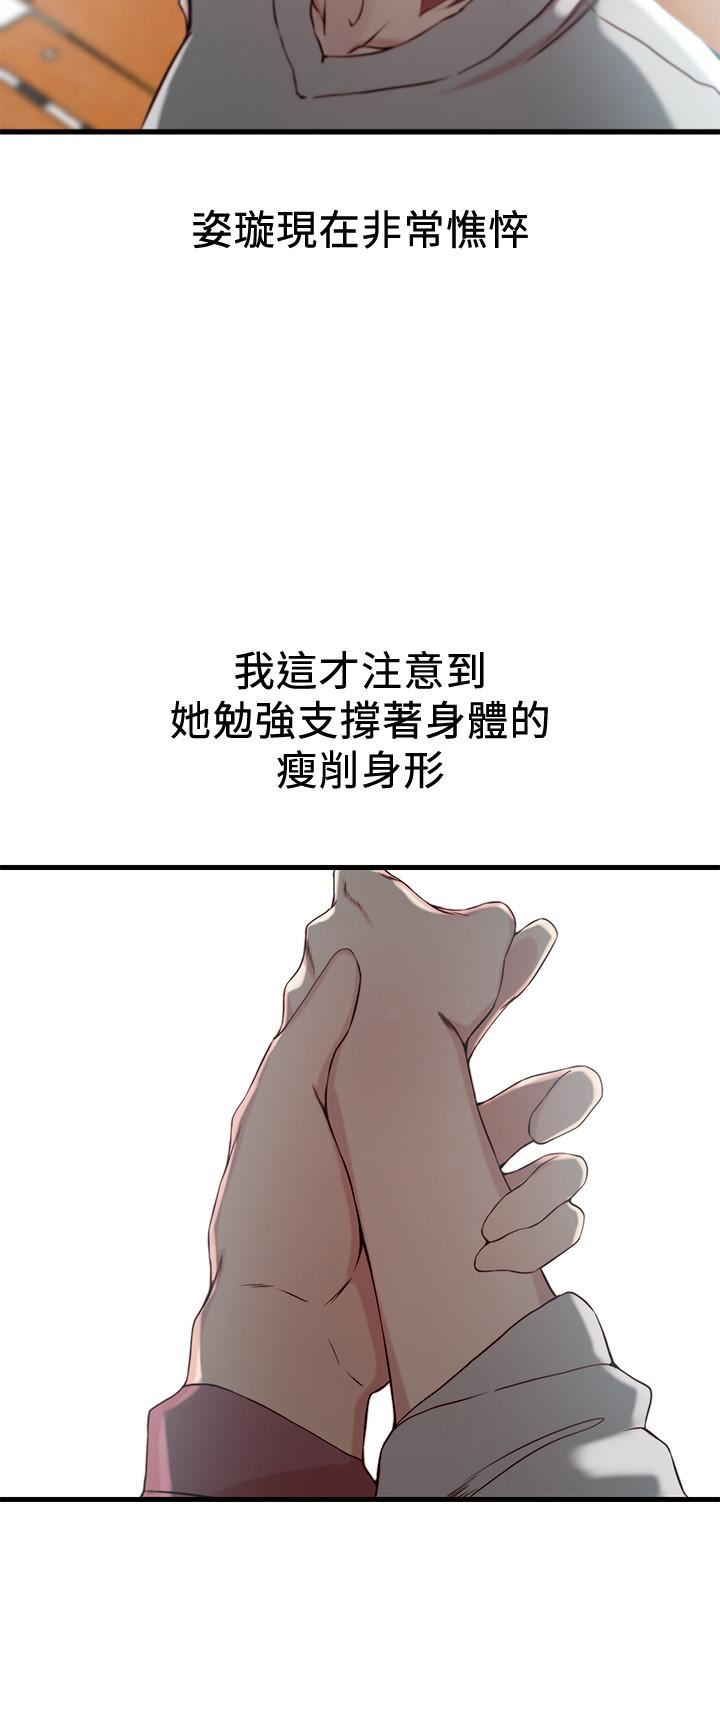 姿璇現在非常憔悴
我這才注意到
她勉強支撐著身體的
瘦削身形